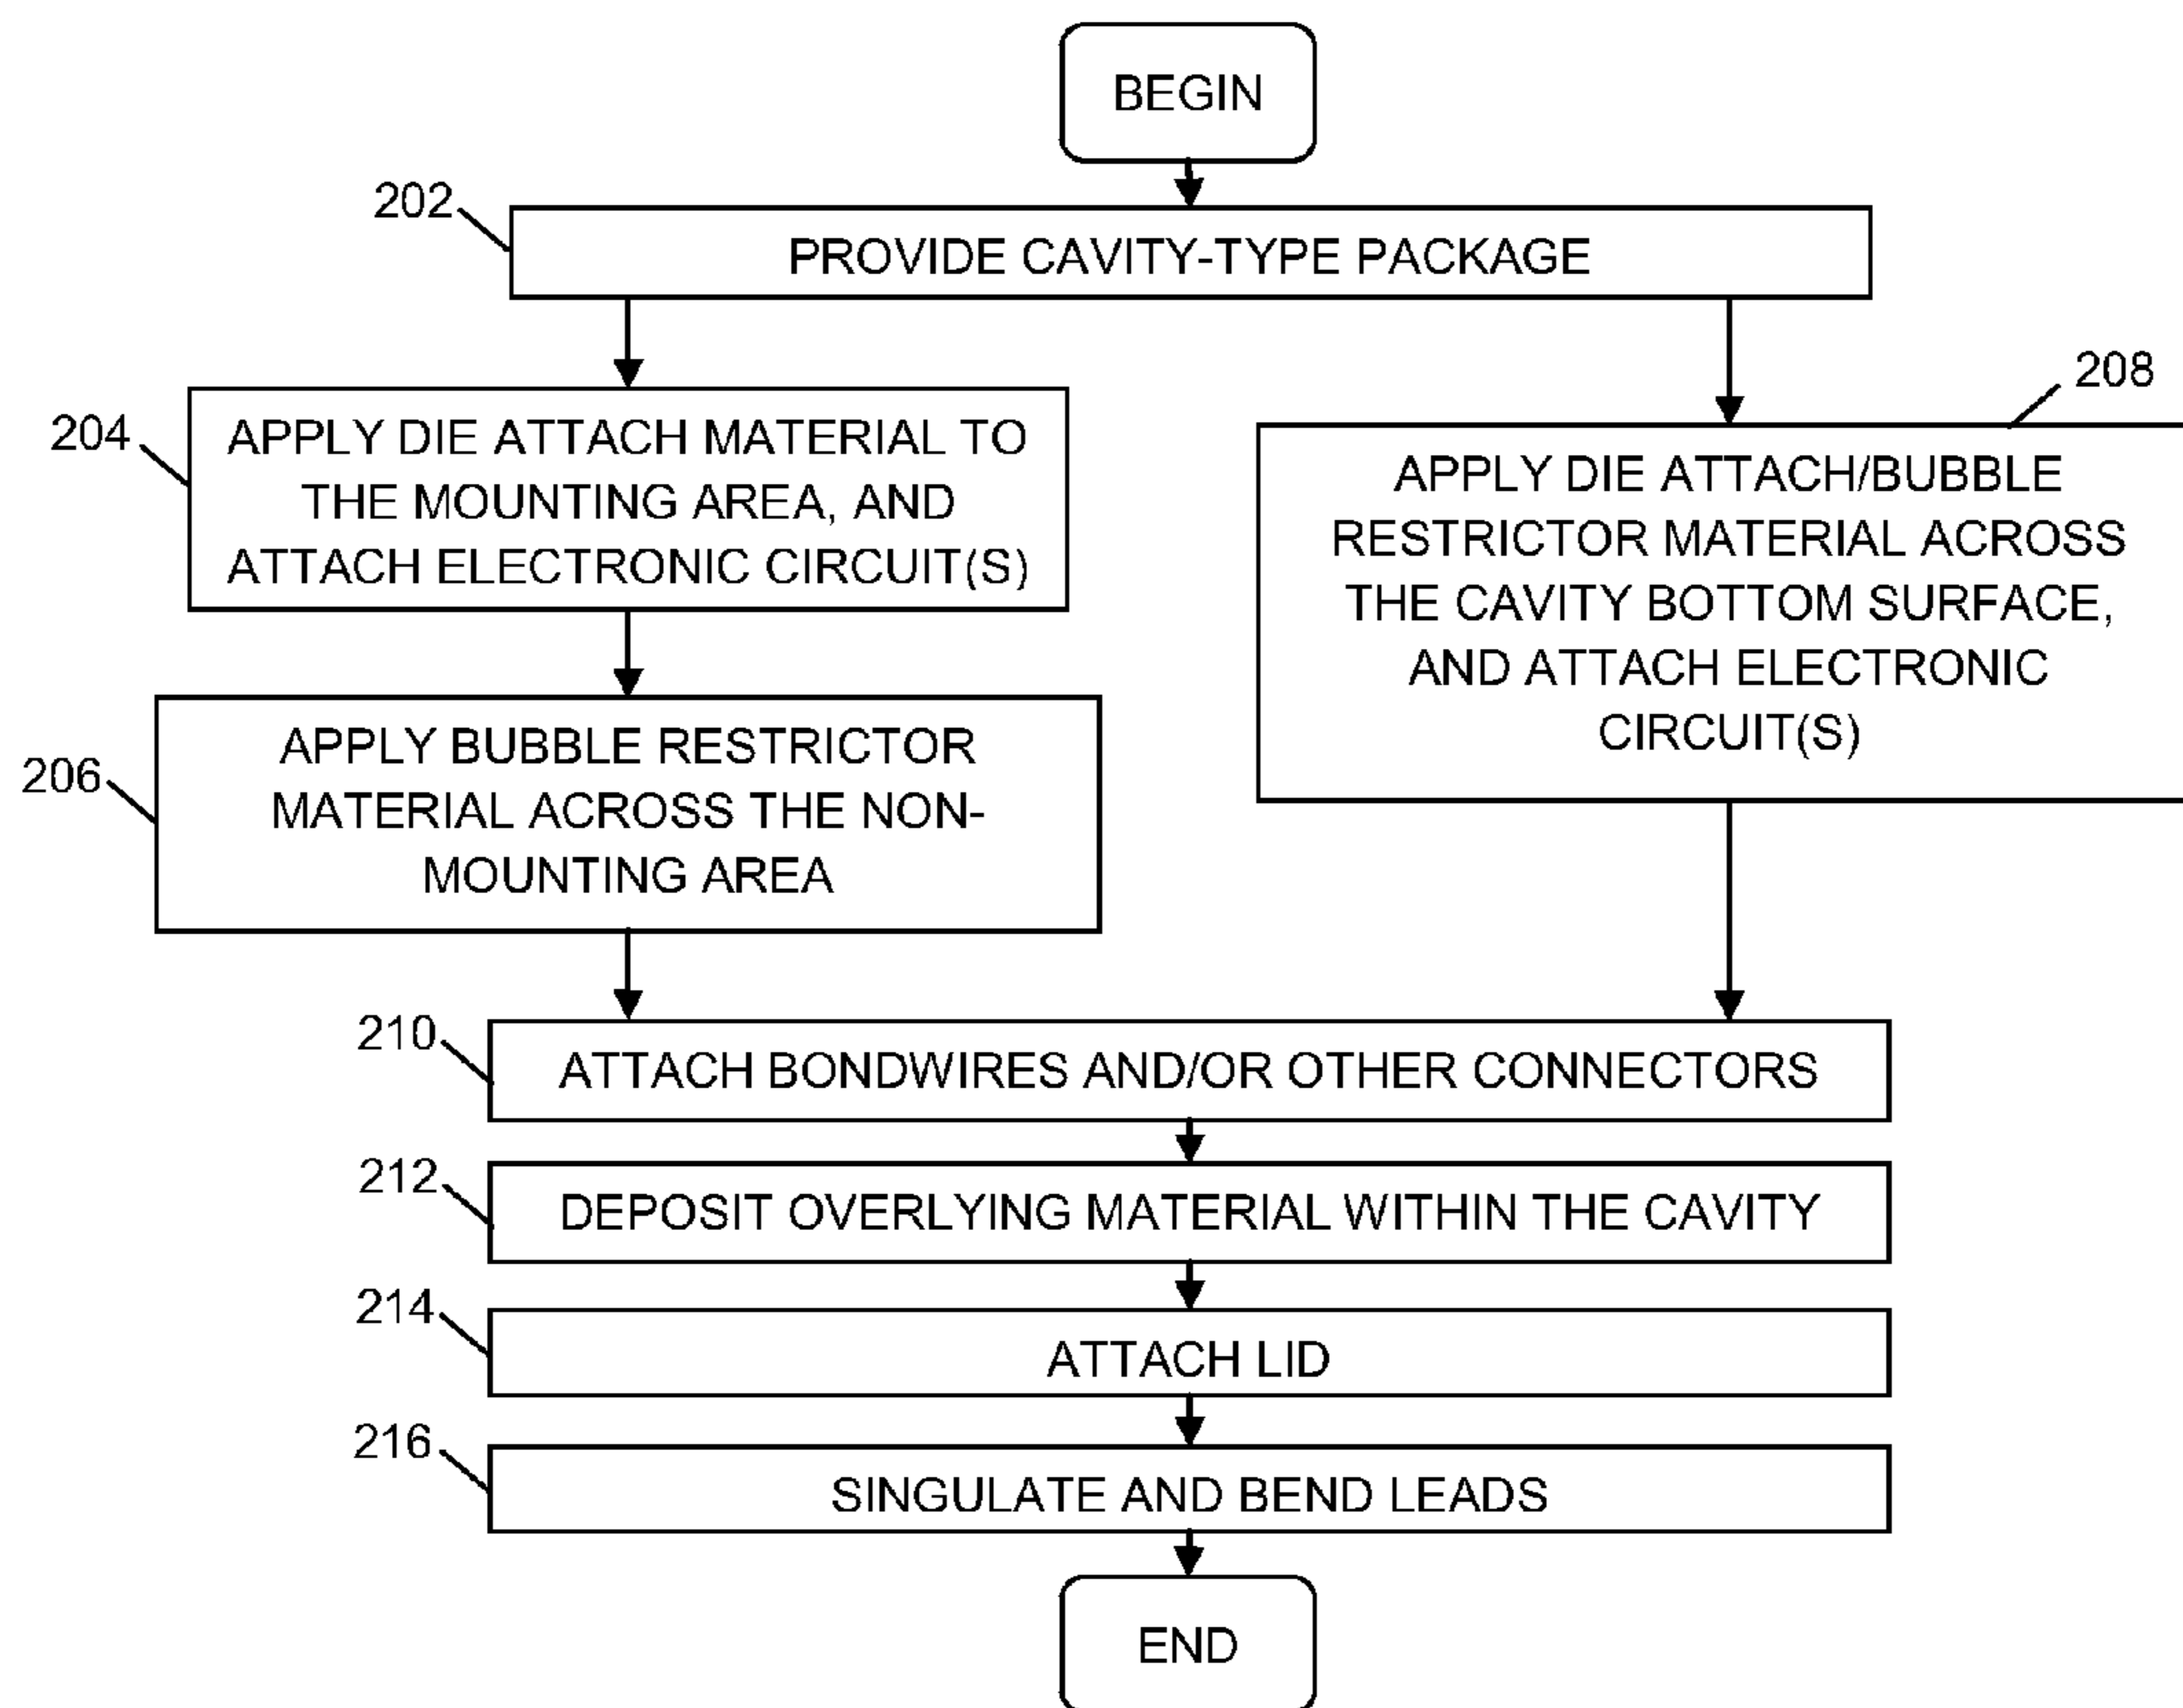 BEGIN
202
PROVIDE CAVITY-TYPE PACKAGE
204
APPLY DIE ATTACH MATERIAL TO
THE MOUNTING AREA, AND
ATTACH ELECTRONIC CIRCUIT(S)
206
APPLY BUBBLE RESTRICTOR
MATERIAL ACROSS THE NON-
MOUNTING AREA
208
APPLY DIE ATTACH/BUBBLE
RESTRICTOR MATERIAL ACROSS
THE CAVITY BOTTOM SURFACE,
AND ATTACH ELECTRONIC
CIRCUIT(S)
210
ATTACH BONDWIRES AND/OR OTHER CONNECTORS
212
DEPOSIT OVERLYING MATERIAL WITHIN THE CAVITY
214
ATTACH LID
216
SINGULATE AND BEND LEADS
END